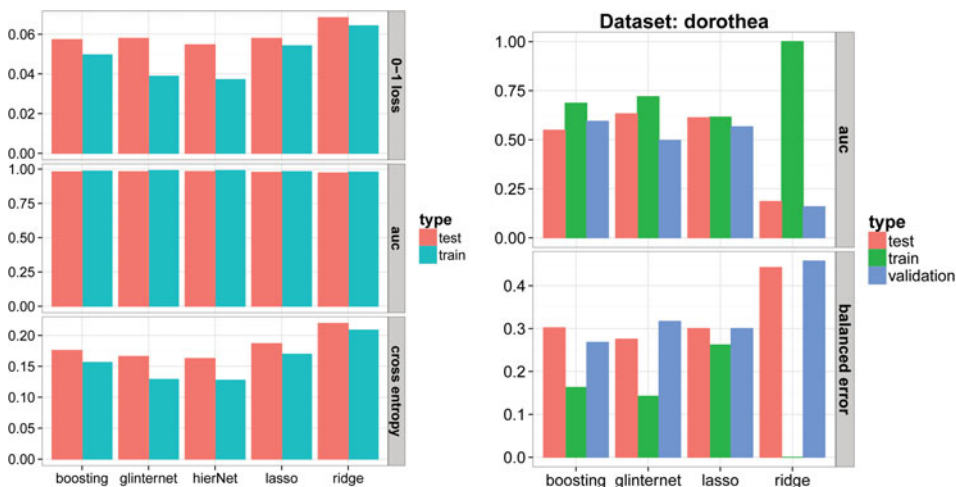 0.06
0.04
0.02
0.00
0-1 loss
1.00
0.75
0.50
0.25
0.00
auc
0.20
0.15
0.10
0.05
0.00
cross entropy
boosting glinternet hierNet lasso ridge
type
test
train
Dataset: dorothea
1.00
0.75
0.50
0.25
0.00
auc
0.4
0.3
0.2
0.1
0.0
balanced error
boosting glinternet lasso ridge
type
test
train
validation